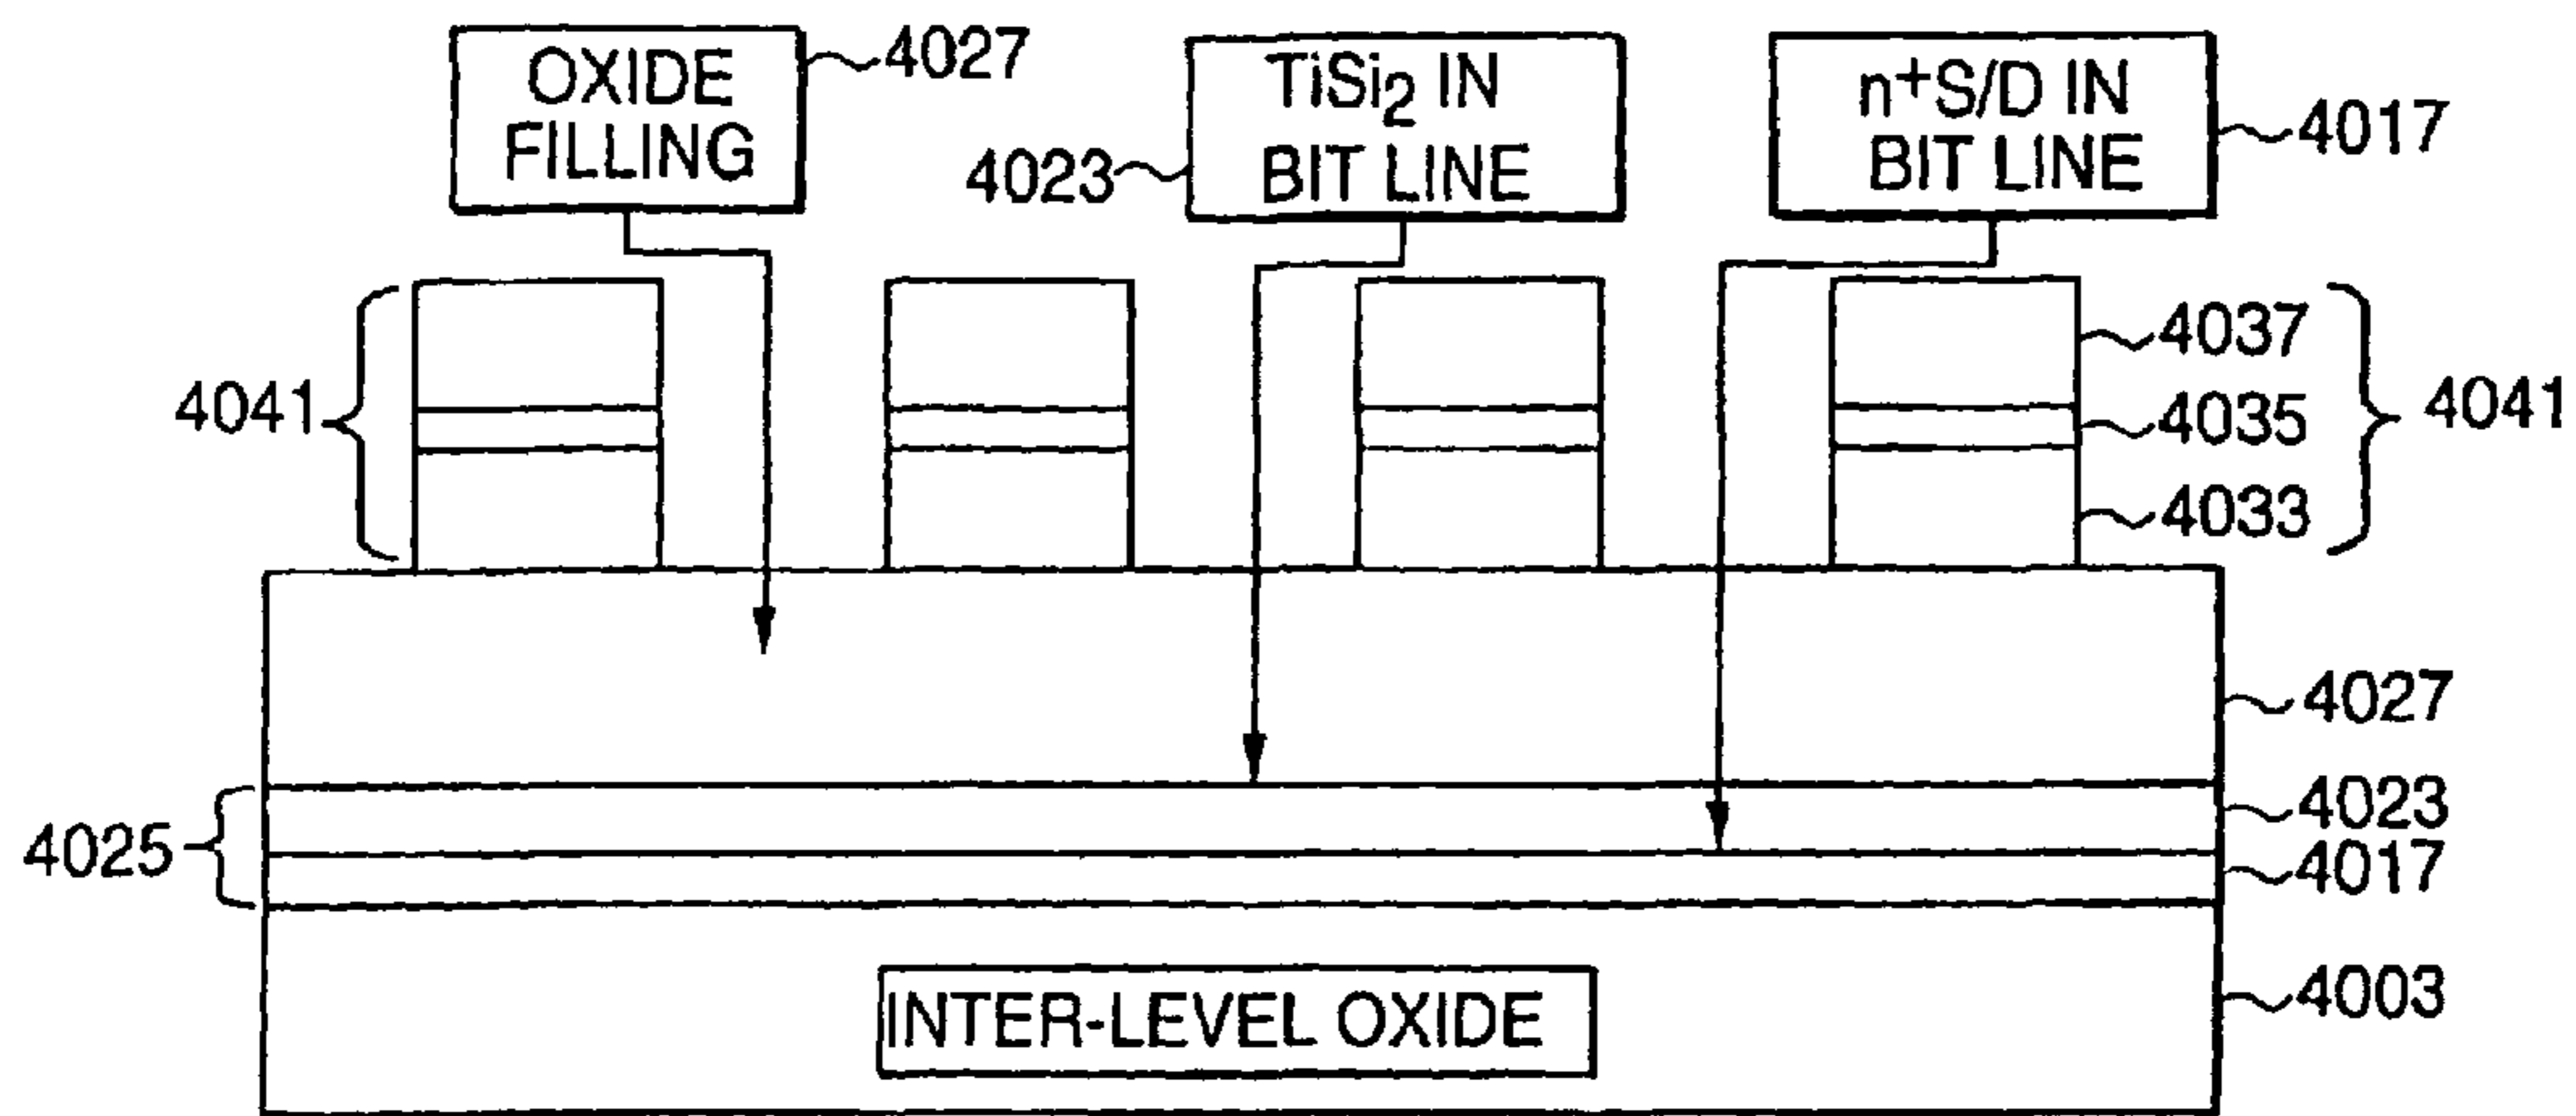 OXIDE
FILLING
4027
TiSi2 IN
BIT LINE
4023
n+S/D IN
BIT LINE
4017
4041
4037
4035
4033
4041
4027
4025
4023
4017
4003
INTER-LEVEL OXIDE